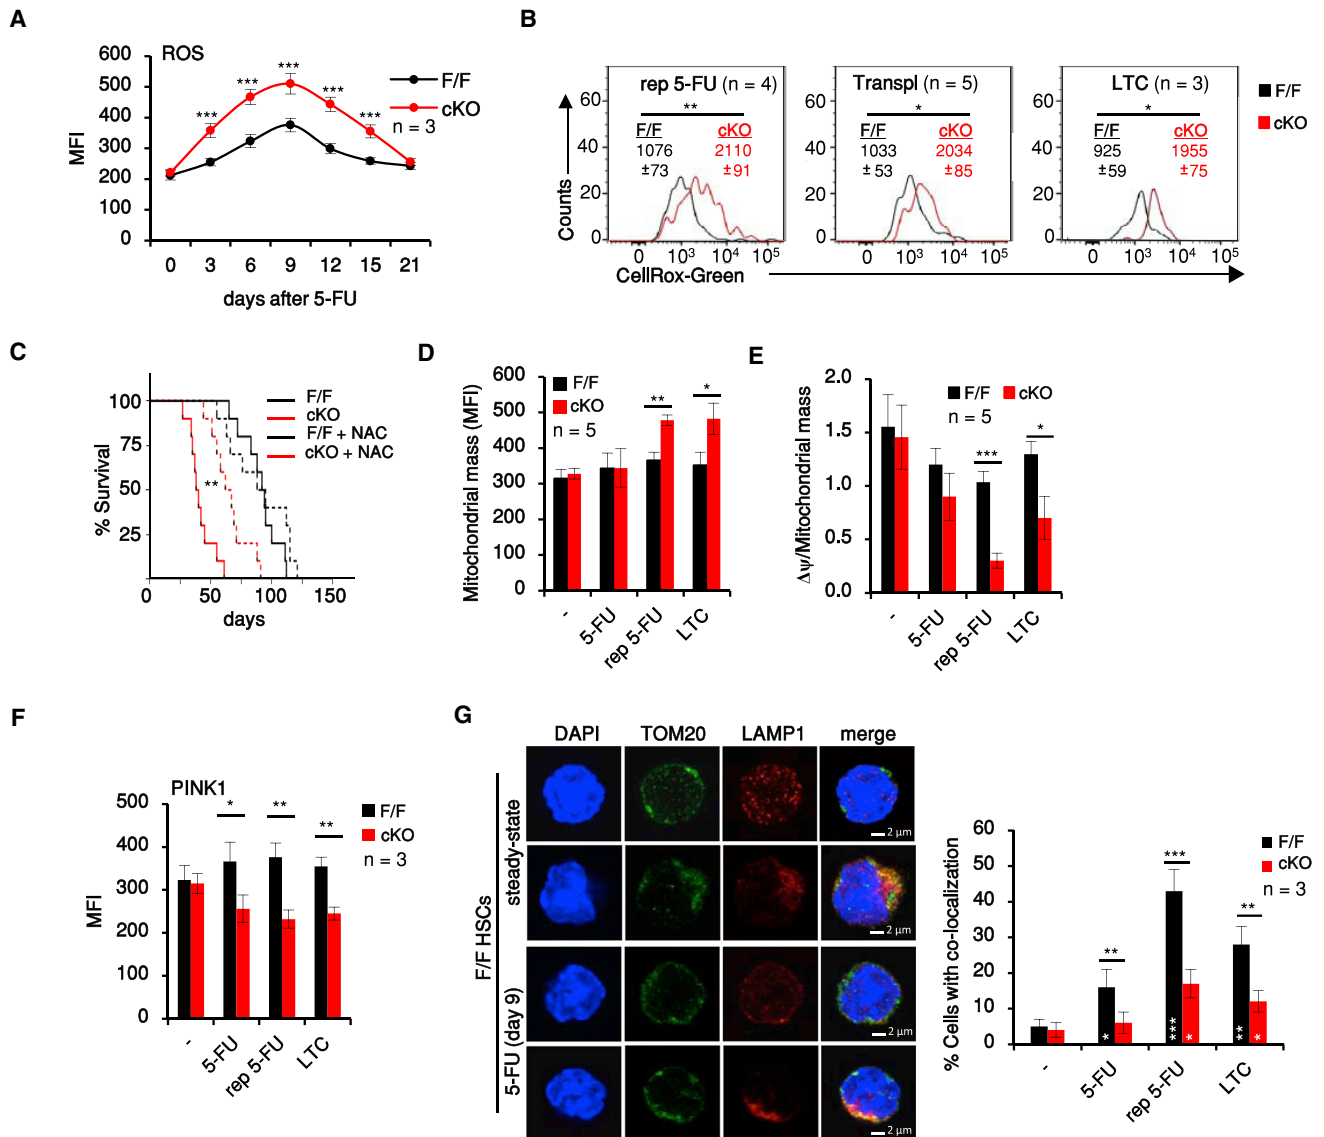 A
ROS
600
500
400
300
200
100
0
MFI
***
***
***
***
***
F/F
cKO
n = 3
0 3 6 9 12 15 21
days after 5-FU
B
60
40
20
0
Counts
rep 5-FU (n = 4)
**
F/F cKO
1076 2110
±73 ±91
0 10³ 10⁴ 10⁵
60
40
20
0
Transpl (n = 5)
*
F/F cKO
1033 2034
± 53 ±85
0 10³ 10⁴ 10⁵
60
40
20
0
LTC (n = 3)
*
F/F cKO
925 1955
±59 ±75
0 10³ 10⁴ 10⁵
CellRox-Green
F/F
cKO
C
100
75
50
25
% Survival
**
F/F
cKO
F/F + NAC
cKO + NAC
0 50 100 150
days
D
600
500
400
300
200
100
0
Mitochondrial mass (MFI)
F/F
cKO
n = 5
**
*
- 5-FU rep 5-FU LTC
E
2.0
1.5
1.0
0.5
0.0
Δψ/Mitochondrial mass
F/F cKO
n = 5
***
*
- 5-FU rep 5-FU LTC
F
PINK1
500
400
300
200
100
0
MFI
*
**
**
F/F
cKO
n = 3
- 5-FU rep 5-FU LTC
G
DAPI TOM20 LAMP1 merge
F/F HSCs
steady-state
5-FU (day 9)
2 µm
2 µm
2 µm
2 µm
60
50
40
30
20
10
0
% Cells with co-localization
F/F
cKO
n = 3
**
***
**
*
***
*
**
*
- 5-FU rep 5-FU LTC